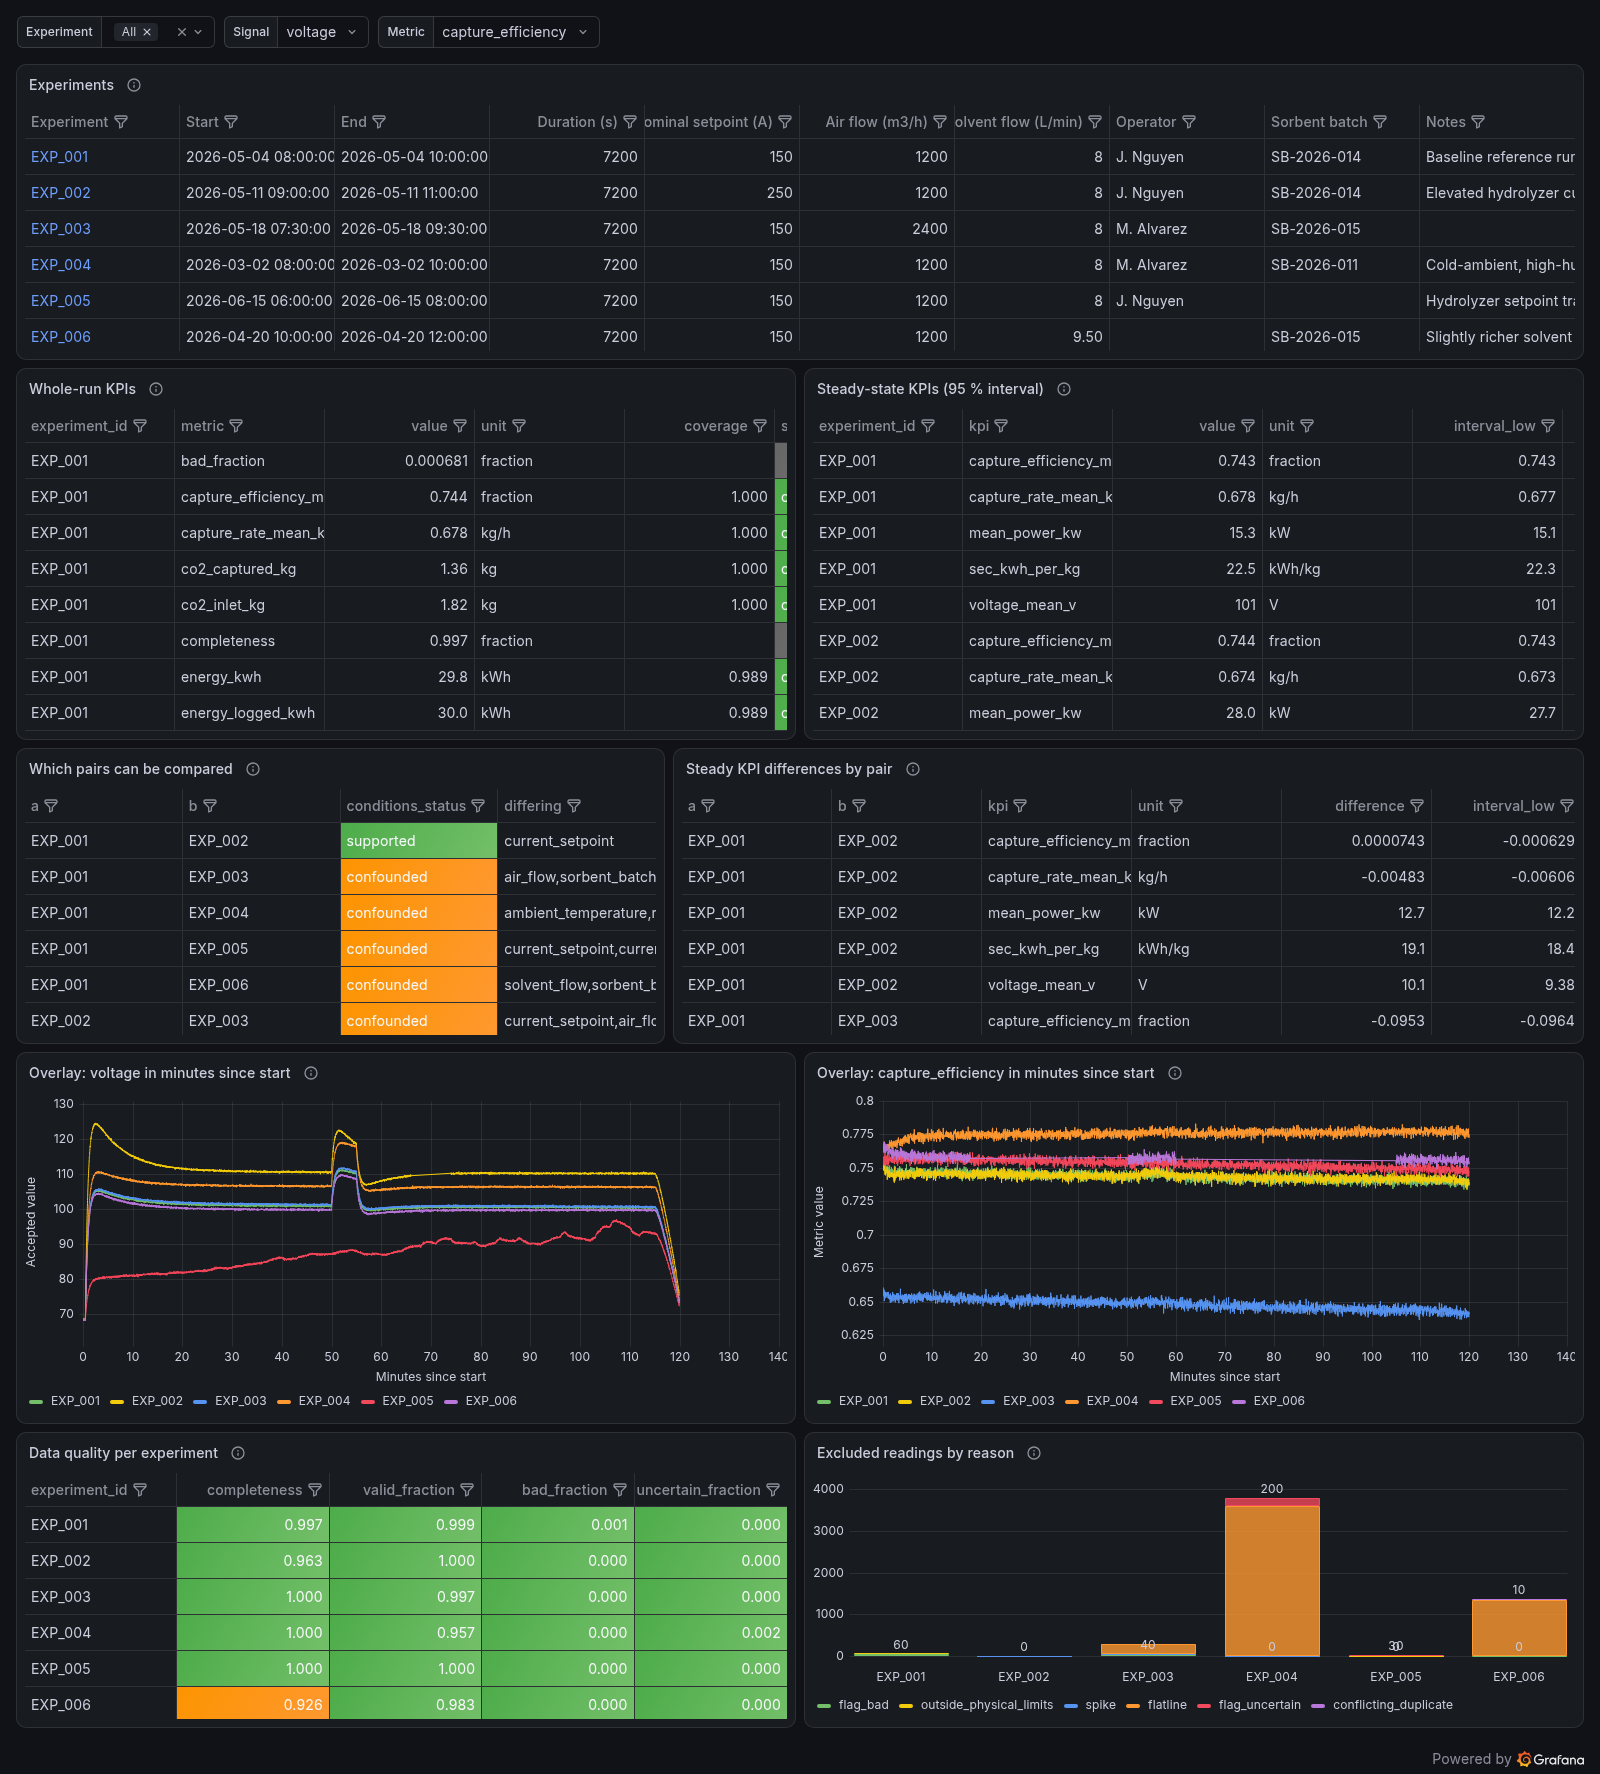 Experiment All Signal voltage Metric capture_efficiency
Experiments
Experiment Start End Duration (s) ominal setpoint (A) Air flow (m3/h) olvent flow (L/min) Operator Sorbent batch Notes
EXP_001 2026-05-04 08:00:00 2026-05-04 10:00:00 7200 150 1200 8 J. Nguyen SB-2026-014 Baseline reference run
EXP_002 2026-05-11 09:00:00 2026-05-11 11:00:00 7200 250 1200 8 J. Nguyen SB-2026-014 Elevated hydrolyzer cu
EXP_003 2026-05-18 07:30:00 2026-05-18 09:30:00 7200 150 2400 8 M. Alvarez SB-2026-015
EXP_004 2026-03-02 08:00:00 2026-03-02 10:00:00 7200 150 1200 8 M. Alvarez SB-2026-011 Cold-ambient, high-hu
EXP_005 2026-06-15 06:00:00 2026-06-15 08:00:00 7200 150 1200 8 J. Nguyen Hydrolyzer setpoint tra
EXP_006 2026-04-20 10:00:00 2026-04-20 12:00:00 7200 150 1200 9.50 SB-2026-015 Slightly richer solvent
Whole-run KPIs
experiment_id metric value unit coverage s
EXP_001 bad_fraction 0.000681 fraction
EXP_001 capture_efficiency_m 0.744 fraction 1.000
EXP_001 capture_rate_mean_k 0.678 kg/h 1.000
EXP_001 co2_captured_kg 1.36 kg 1.000
EXP_001 co2_inlet_kg 1.82 kg 1.000
EXP_001 completeness 0.997 fraction
EXP_001 energy_kwh 29.8 kWh 0.989
EXP_001 energy_logged_kwh 30.0 kWh 0.989
Steady-state KPIs (95 % interval)
experiment_id kpi value unit interval_low
EXP_001 capture_efficiency_m 0.743 fraction 0.743
EXP_001 capture_rate_mean_k 0.678 kg/h 0.677
EXP_001 mean_power_kw 15.3 kW 15.1
EXP_001 sec_kwh_per_kg 22.5 kWh/kg 22.3
EXP_001 voltage_mean_v 101 V 101
EXP_002 capture_efficiency_m 0.744 fraction 0.743
EXP_002 capture_rate_mean_k 0.674 kg/h 0.673
EXP_002 mean_power_kw 28.0 kW 27.7
Which pairs can be compared
a b conditions_status differing
EXP_001 EXP_002 supported current_setpoint
EXP_001 EXP_003 confounded air_flow,sorbent_batch
EXP_001 EXP_004 confounded ambient_temperature,r
EXP_001 EXP_005 confounded current_setpoint,currer
EXP_001 EXP_006 confounded solvent_flow,sorbent_b
EXP_002 EXP_003 confounded current_setpoint,air_flo
Steady KPI differences by pair
a b kpi unit difference interval_low
EXP_001 EXP_002 capture_efficiency_m fraction 0.0000743 -0.000629
EXP_001 EXP_002 capture_rate_mean_k kg/h -0.00483 -0.00606
EXP_001 EXP_002 mean_power_kw kW 12.7 12.2
EXP_001 EXP_002 sec_kwh_per_kg kWh/kg 19.1 18.4
EXP_001 EXP_002 voltage_mean_v V 10.1 9.38
EXP_001 EXP_003 capture_efficiency_m fraction -0.0953 -0.0964
Overlay: voltage in minutes since start
130
120
110
100
90
80
70
Accepted value
0 10 20 30 40 50 60 70 80 90 100 110 120 130 140
Minutes since start
EXP_001 EXP_002 EXP_003 EXP_004 EXP_005 EXP_006
Overlay: capture_efficiency in minutes since start
0.8
0.775
0.75
0.725
0.7
0.675
0.65
0.625
Metric value
0 10 20 30 40 50 60 70 80 90 100 110 120 130 140
Minutes since start
EXP_001 EXP_002 EXP_003 EXP_004 EXP_005 EXP_006
Data quality per experiment
experiment_id completeness valid_fraction bad_fraction uncertain_fraction
EXP_001 0.997 0.999 0.001 0.000
EXP_002 0.963 1.000 0.000 0.000
EXP_003 1.000 0.997 0.000 0.000
EXP_004 1.000 0.957 0.000 0.002
EXP_005 1.000 1.000 0.000 0.000
EXP_006 0.926 0.983 0.000 0.000
Excluded readings by reason
4000
3000
2000
1000
0
60 0 40 200 0 30 10 0
EXP_001 EXP_002 EXP_003 EXP_004 EXP_005 EXP_006
flag_bad outside_physical_limits spike flatline flag_uncertain conflicting_duplicate
Powered by Grafana